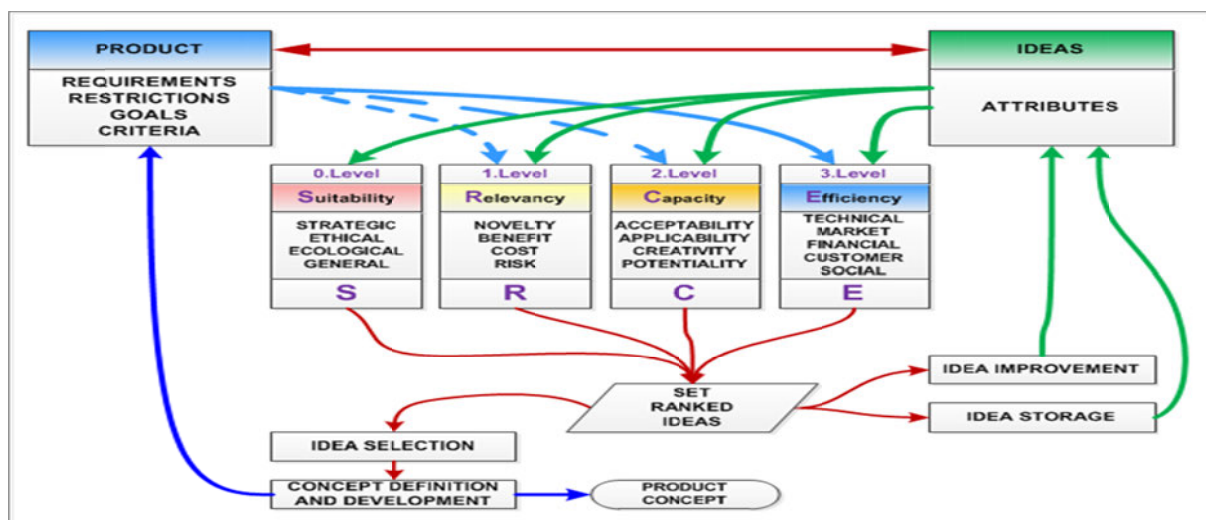 PRODUCT
REQUIREMENTS
RESTRICTIONS
GOALS
CRITERIA
IDEAS
ATTRIBUTES
0.Level
Suitability
STRATEGIC
ETHICAL
ECOLOGICAL
GENERAL
S
1.Level
Relevancy
NOVELTY
BENEFIT
COST
RISK
R
2.Level
Capacity
ACCEPTABILITY
APPLICABILITY
CREATIVITY
POTENTIALITY
C
3.Level
Efficiency
TECHNICAL
MARKET
FINANCIAL
CUSTOMER
SOCIAL
E
SET
RANKED
IDEAS
IDEA IMPROVEMENT
IDEA STORAGE
IDEA SELECTION
CONCEPT DEFINITION
AND DEVELOPMENT
PRODUCT
CONCEPT